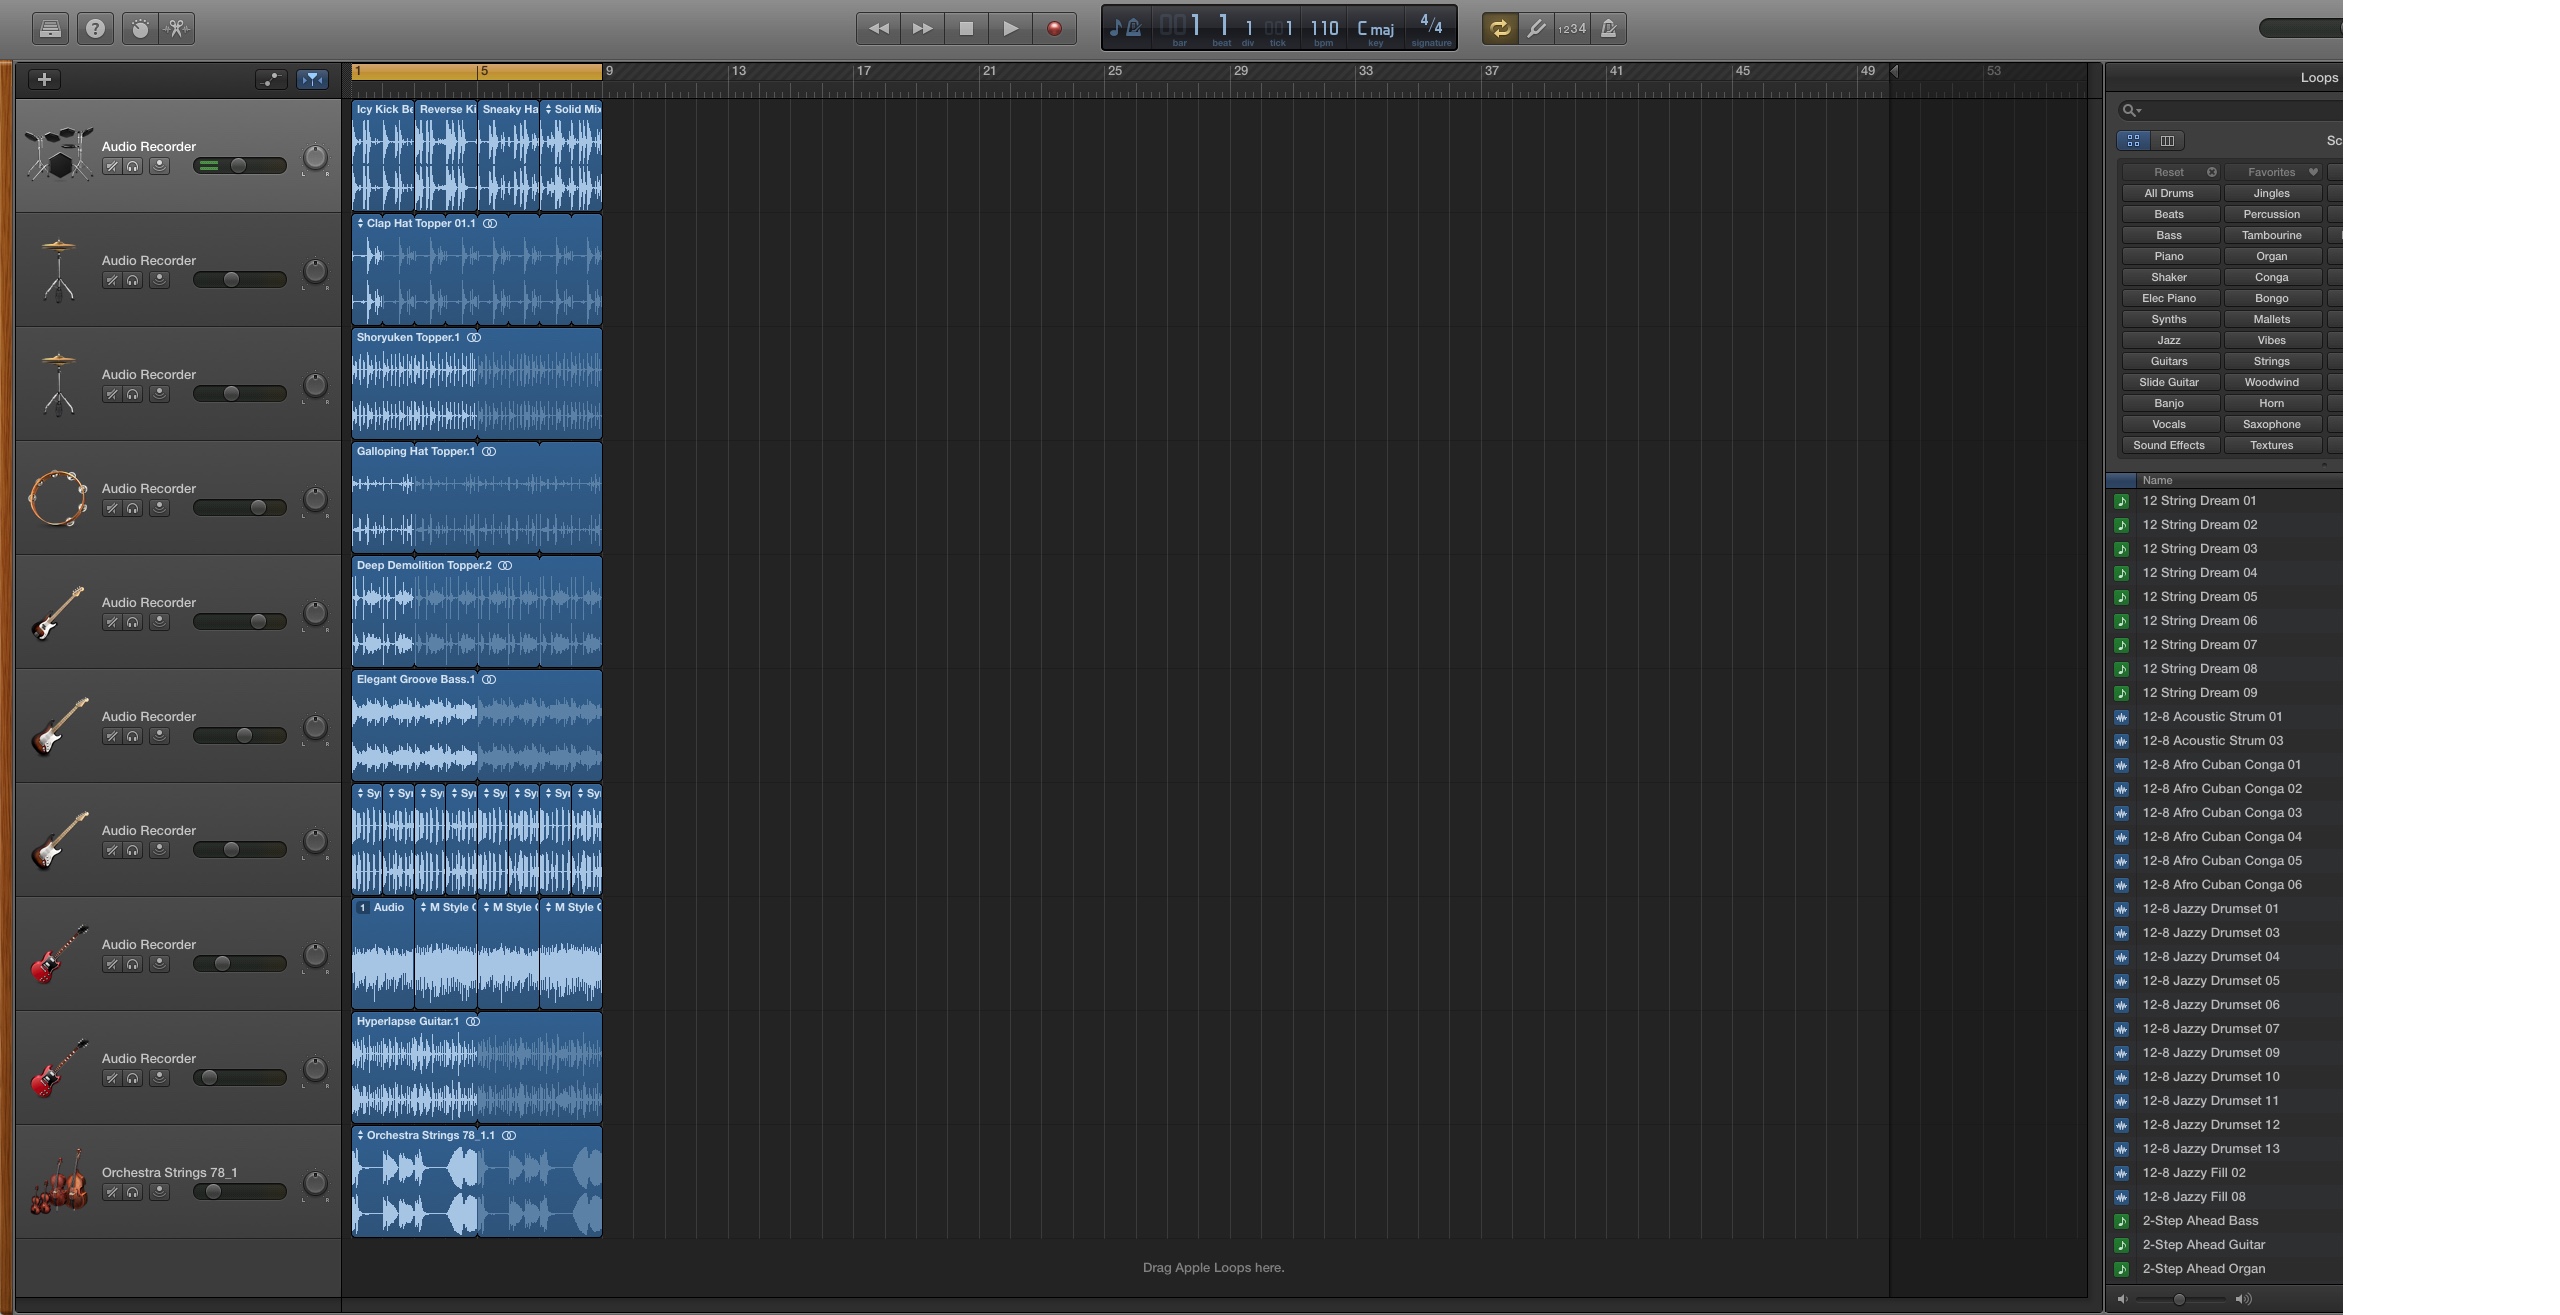 1 1 1 1 110 C maj 4/4
bar beat div tick bpm key signature
1234
1 5 9 13 17 21 25 29 33 37 41 45 49 53
Loops
Icy Kick Be Reverse Ki Sneaky Ha Solid Mix
Audio Recorder
L R
Clap Hat Topper 01.1
Audio Recorder
L R
Shoryuken Topper.1
Audio Recorder
L R
Galloping Hat Topper.1
Audio Recorder
L R
Deep Demolition Topper.2
Audio Recorder
L R
Elegant Groove Bass.1
Audio Recorder
L R
Syn Syn Syn Syn Syn Syn Syn Syn
Audio Recorder
L R
1 Audio M Style G M Style G M Style G
Audio Recorder
L R
Hyperlapse Guitar.1
Audio Recorder
L R
Orchestra Strings 78_1.1
Orchestra Strings 78_1
L R
Drag Apple Loops here.
Sc
Reset Favorites
All Drums Jingles
Beats Percussion
Bass Tambourine
Piano Organ
Shaker Conga
Elec Piano Bongo
Synths Mallets
Jazz Vibes
Guitars Strings
Slide Guitar Woodwind
Banjo Horn
Vocals Saxophone
Sound Effects Textures
Name
12 String Dream 01
12 String Dream 02
12 String Dream 03
12 String Dream 04
12 String Dream 05
12 String Dream 06
12 String Dream 07
12 String Dream 08
12 String Dream 09
12-8 Acoustic Strum 01
12-8 Acoustic Strum 03
12-8 Afro Cuban Conga 01
12-8 Afro Cuban Conga 02
12-8 Afro Cuban Conga 03
12-8 Afro Cuban Conga 04
12-8 Afro Cuban Conga 05
12-8 Afro Cuban Conga 06
12-8 Jazzy Drumset 01
12-8 Jazzy Drumset 03
12-8 Jazzy Drumset 04
12-8 Jazzy Drumset 05
12-8 Jazzy Drumset 06
12-8 Jazzy Drumset 07
12-8 Jazzy Drumset 09
12-8 Jazzy Drumset 10
12-8 Jazzy Drumset 11
12-8 Jazzy Drumset 12
12-8 Jazzy Drumset 13
12-8 Jazzy Fill 02
12-8 Jazzy Fill 08
2-Step Ahead Bass
2-Step Ahead Guitar
2-Step Ahead Organ